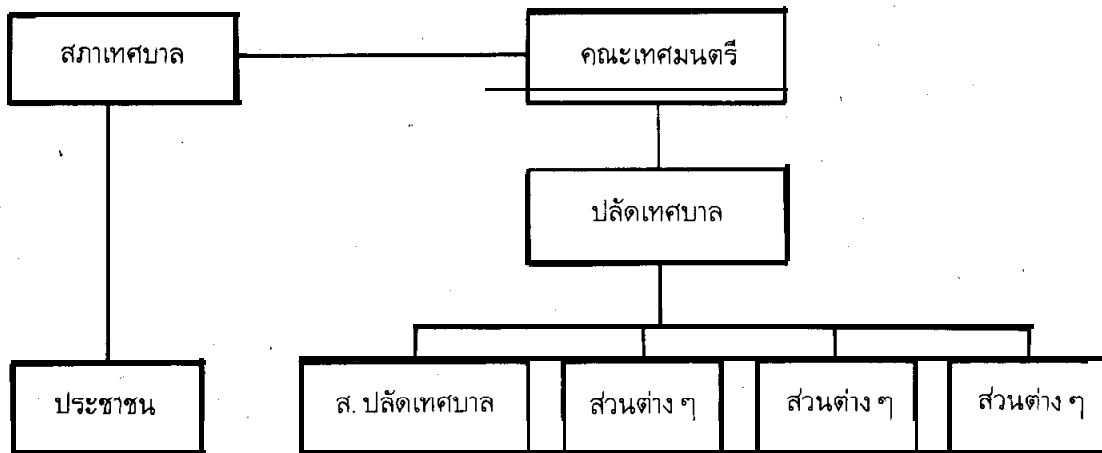 สภาเทศบาล
คณะเทศมนตรี
ปลัดเทศบาล
ประชาชน
ส. ปลัดเทศบาล
ส่วนต่าง ๆ
ส่วนต่าง ๆ
ส่วนต่าง ๆ